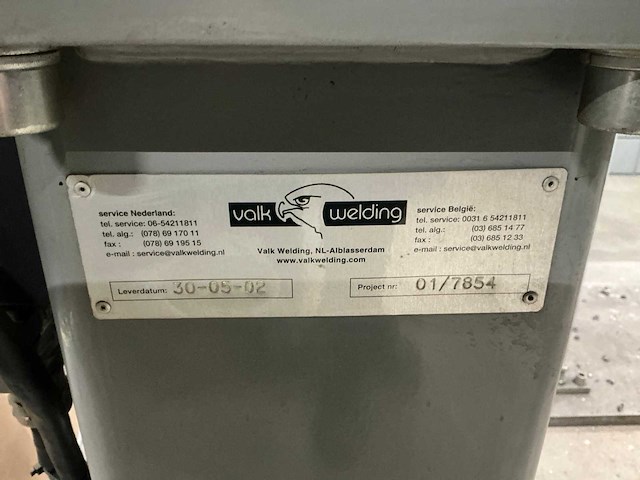 service Nederland:
tel. service: 06-54211811
tel. alg.: (078) 69 170 11
fax : (078) 69 195 15
e-mail : service@valkwelding.nl
valk welding
Valk Welding, NL-Alblasserdam
www.valkwelding.com
service België:
tel. service: 0031 6 54211811
tel. alg.: (03) 685 14 77
fax : (03) 685 12 33
e-mail : service@valkwelding.nl
Leverdatum: 30-05-02
Project nr: 01/7854